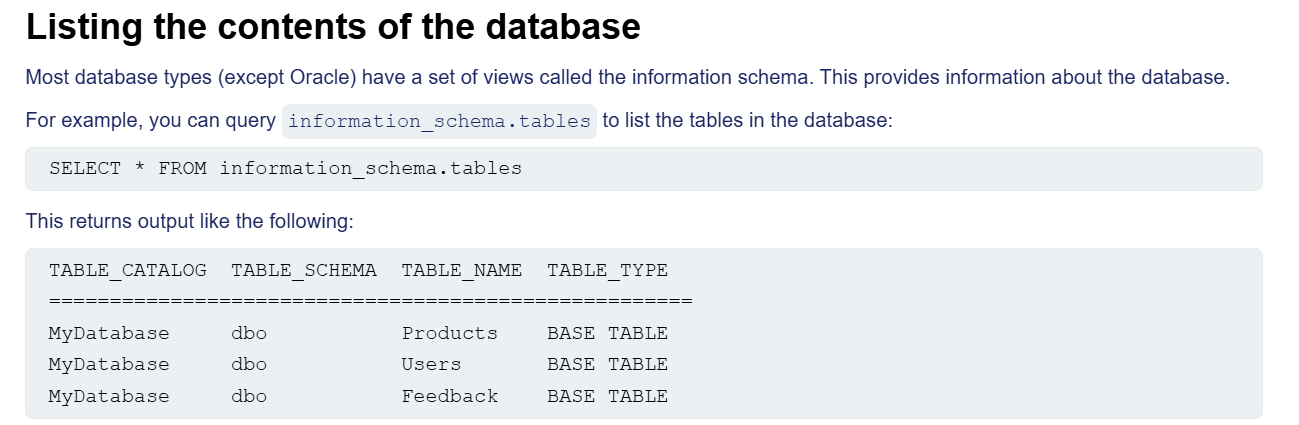 Listing the contents of the database
Most database types (except Oracle) have a set of views called the information schema. This provides information about the database.
For example, you can query information_schema.tables to list the tables in the database:
SELECT * FROM information_schema.tables
This returns output like the following:
TABLE_CATALOG  TABLE_SCHEMA  TABLE_NAME  TABLE_TYPE
=====================================================
MyDatabase     dbo           Products    BASE TABLE
MyDatabase     dbo           Users       BASE TABLE
MyDatabase     dbo           Feedback    BASE TABLE